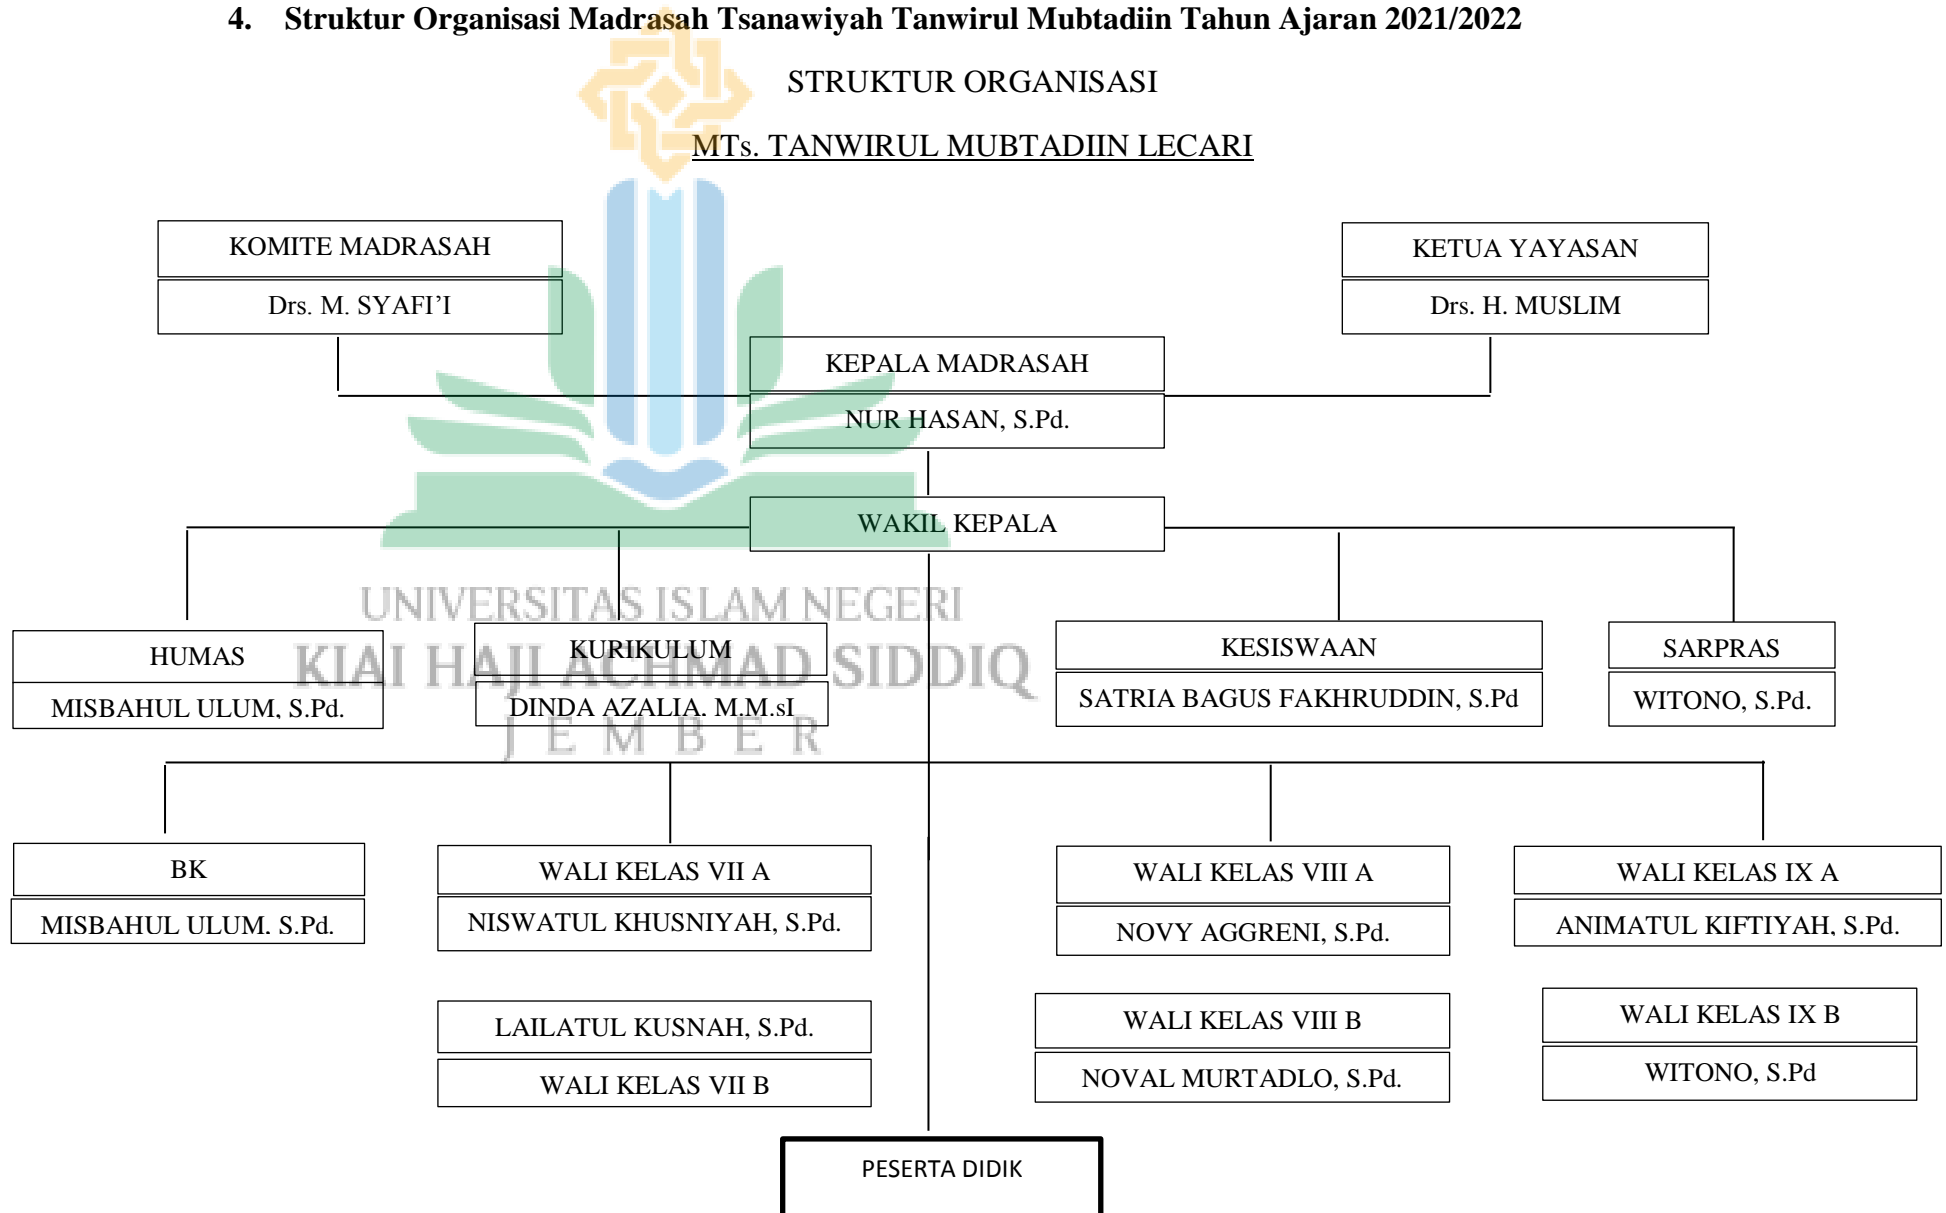 4. Struktur Organisasi Madrasah Tsanawiyah Tanwirul Mubtadiin Tahun Ajaran 2021/2022
STRUKTUR ORGANISASI
MTs. TANWIRUL MUBTADIIN LECARI
KOMITE MADRASAH
Drs. M. SYAFI’I
KETUA YAYASAN
Drs. H. MUSLIM
KEPALA MADRASAH
NUR HASAN, S.Pd.
WAKIL KEPALA
UNIVERSITAS ISLAM NEGERI
KIAI HAJI ACHMAD SIDDIQ
JEMBER
HUMAS
MISBAHUL ULUM, S.Pd.
KURIKULUM
DINDA AZALIA, M,M.sI
KESISWAAN
SATRIA BAGUS FAKHRUDDIN, S.Pd
SARPRAS
WITONO, S.Pd.
BK
MISBAHUL ULUM, S.Pd.
WALI KELAS VII A
NISWATUL KHUSNIYAH, S.Pd.
WALI KELAS VIII A
NOVY AGGRENI, S.Pd.
WALI KELAS IX A
ANIMATUL KIFTIYAH, S.Pd.
LAILATUL KUSNAH, S.Pd.
WALI KELAS VII B
WALI KELAS VIII B
NOVAL MURTADLO, S.Pd.
WALI KELAS IX B
WITONO, S.Pd
PESERTA DIDIK